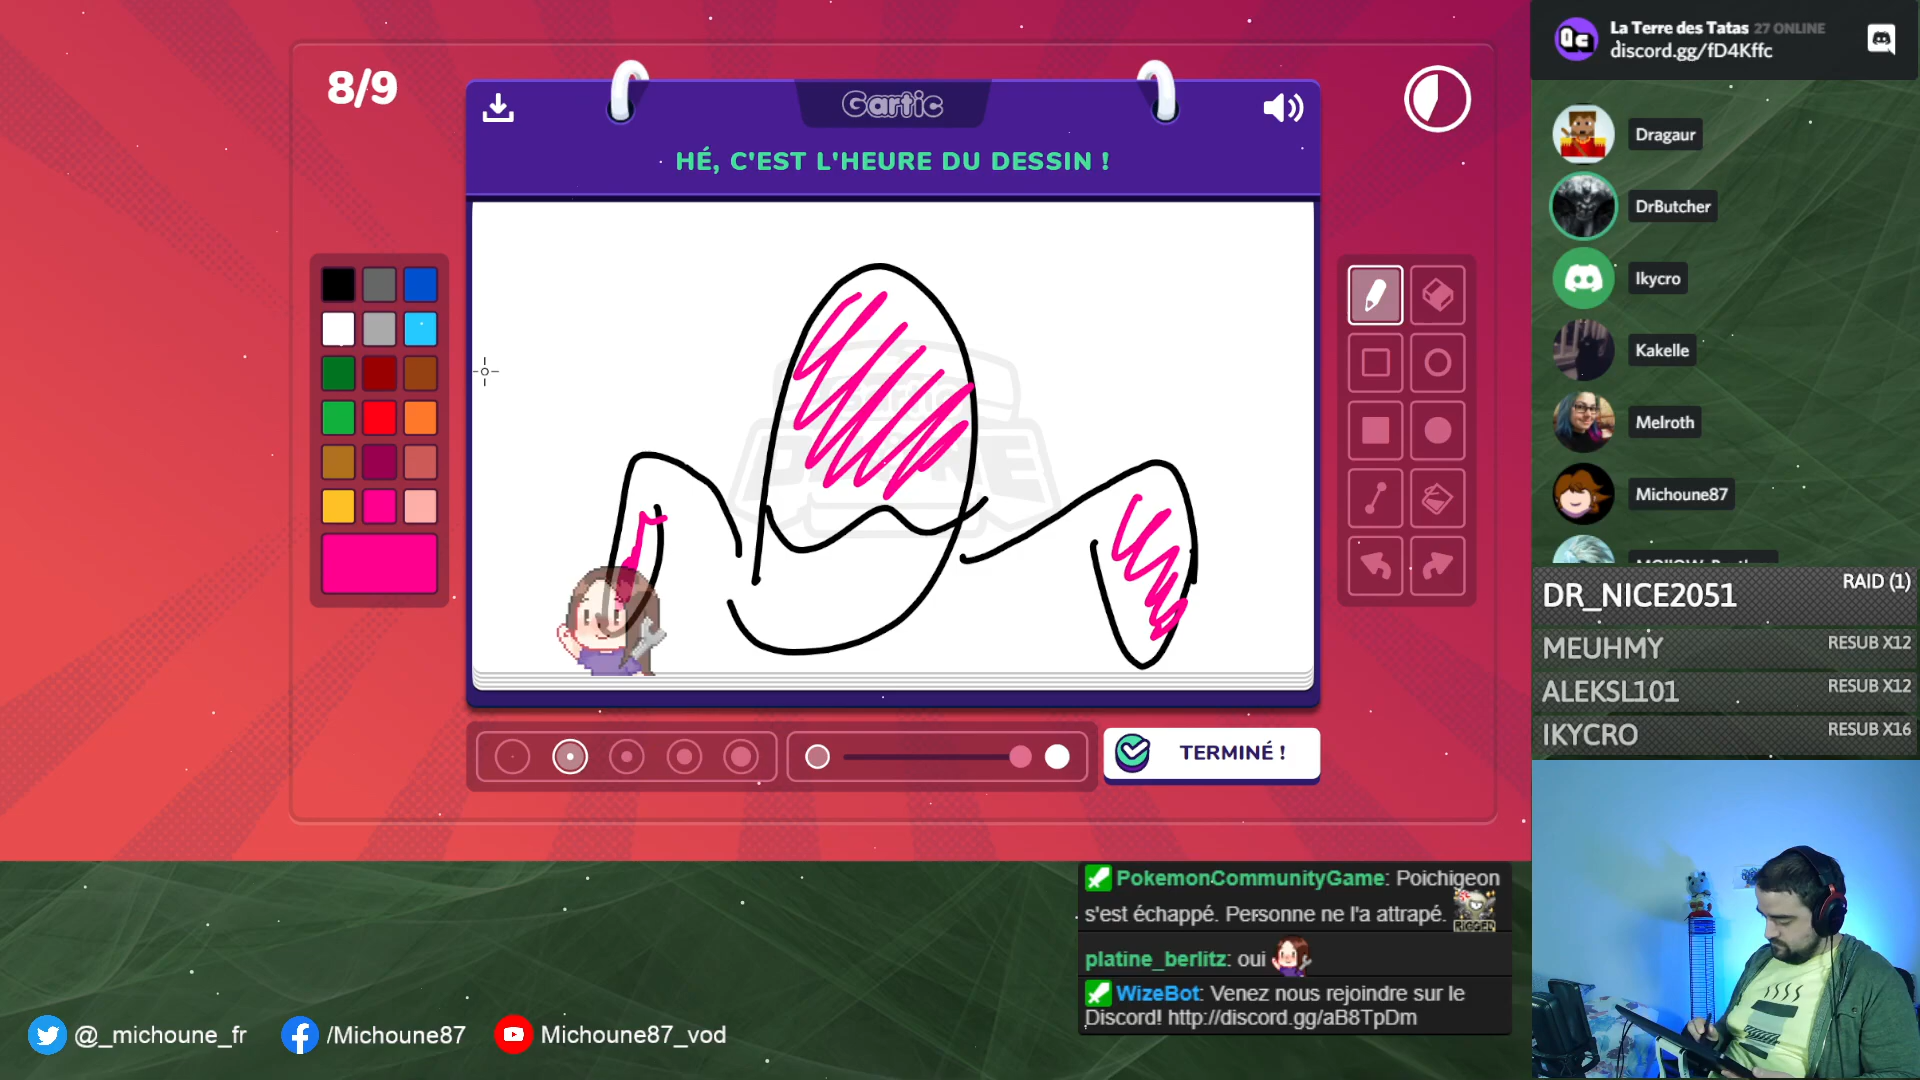 8/9
Gartic
HÉ, C'EST L'HEURE DU DESSIN !
TERMINÉ !
La Terre des Tatas 27 ONLINE
discord.gg/fD4Kffc
Dragaur
DrButcher
Ikycro
Kakelle
Melroth
Michoune87
DR_NICE2051 RAID (1)
MEUHMY RESUB X12
ALEKSL101 RESUB X12
IKYCRO RESUB X16
PokemonCommunityGame: Poichigeon
s'est échappé. Personne ne l'a attrapé.
RIGGED
platine_berlitz: oui
WizeBot: Venez nous rejoindre sur le
Discord! http://discord.gg/aB8TpDm
@_michoune_fr /Michoune87 Michoune87_vod